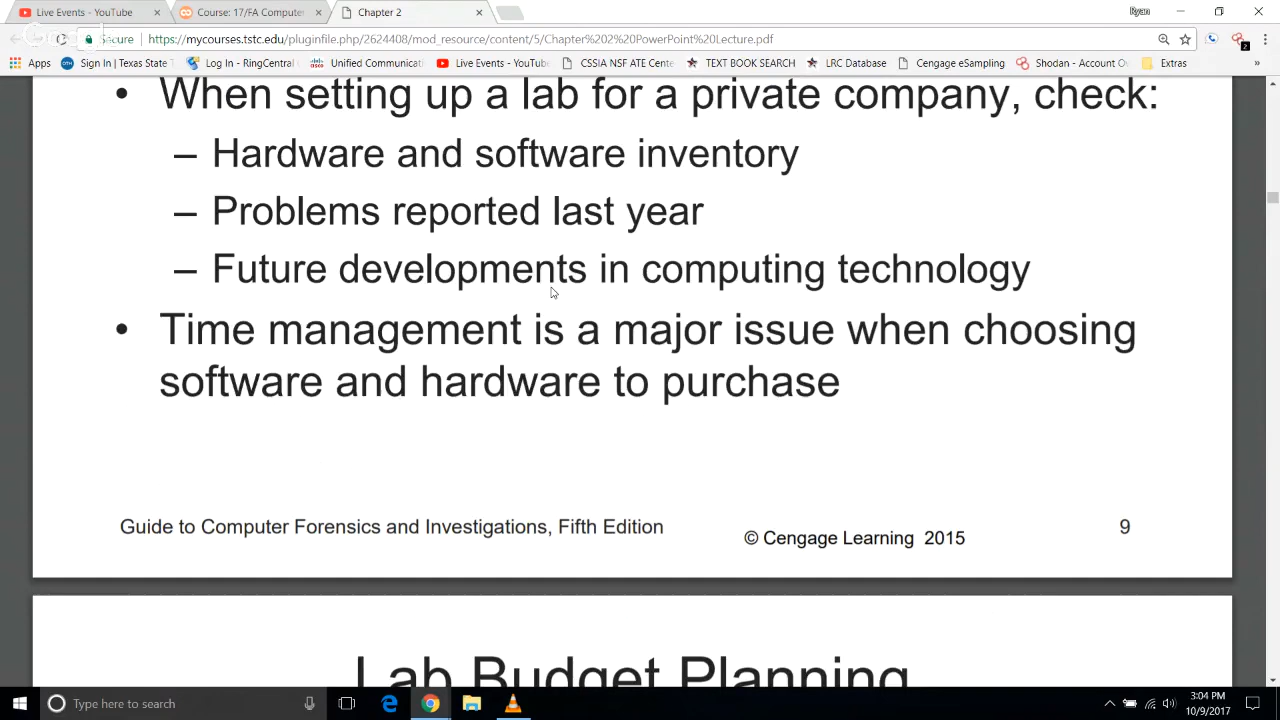 Live Events - YouTube
Course: 17/FA Computer
Chapter 2
Ryan
Secure
https://mycourses.tstc.edu/pluginfile.php/2624408/mod_resource/content/5/Chapter%202%20PowerPoint%20Lecture.pdf
2
Apps
Sign In | Texas State T
Log In - RingCentral
Unified Communicati
Live Events - YouTube
CSSIA NSF ATE Cente
IT BOOK SEARCH
LRC Databases
Cengage eSampling
Shodan - Account O
Extras
»
• When setting up a lab for a private company, check:
– Hardware and software inventory
– Problems reported last year
– Future developments in computing technology
• Time management is a major issue when choosing
software and hardware to purchase
Guide to Computer Forensics and Investigations, Fifth Edition
© Cengage Learning 2015
9
Lab Budget Planning
Type here to search
3:04 PM
10/9/2017